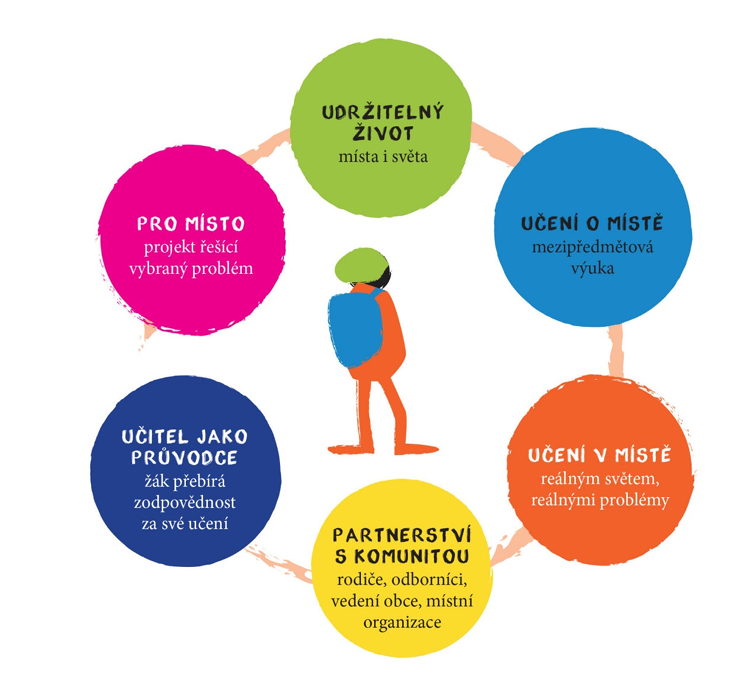 UDRŽITELNÝ
ŽIVOT
místa i světa
UČENÍ O MÍSTĚ
mezipředmětová
výuka
UČENÍ V MÍSTĚ
reálným světem,
reálnými problémy
PARTNERSTVÍ
S KOMUNITOU
rodiče, odborníci,
vedení obce, místní
organizace
UČITEL JAKO
PRŮVODCE
žák přebírá
zodpovědnost
za své učení
PRO MÍSTO
projekt řešící
vybraný problém